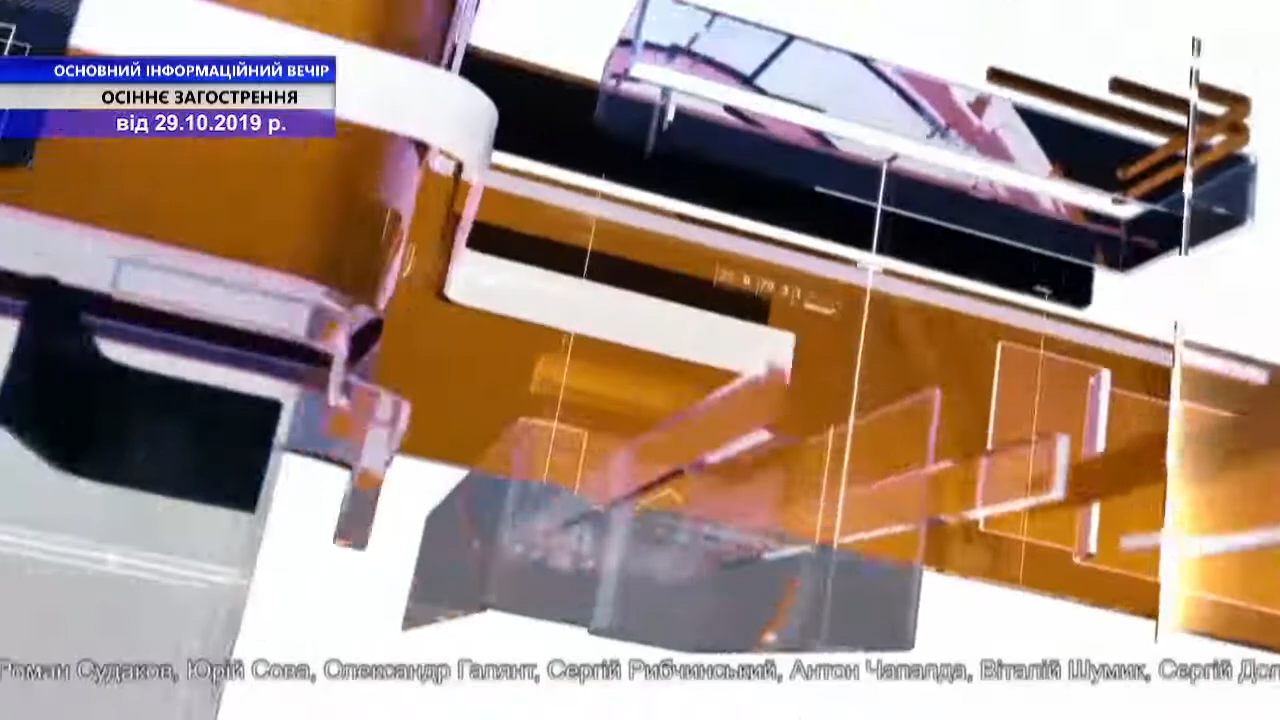 ОСНОВНИЙ ІНФОРМАЦІЙНИЙ ВЕЧІР
ОСІННЄ ЗАГОСТРЕННЯ
від 29.10.2019 р.
Роман Судаков, Юрій Сова, Олександр Галянт, Сергій Рибчинський, Антон Чапалда, Віталій Шумик, Сергій